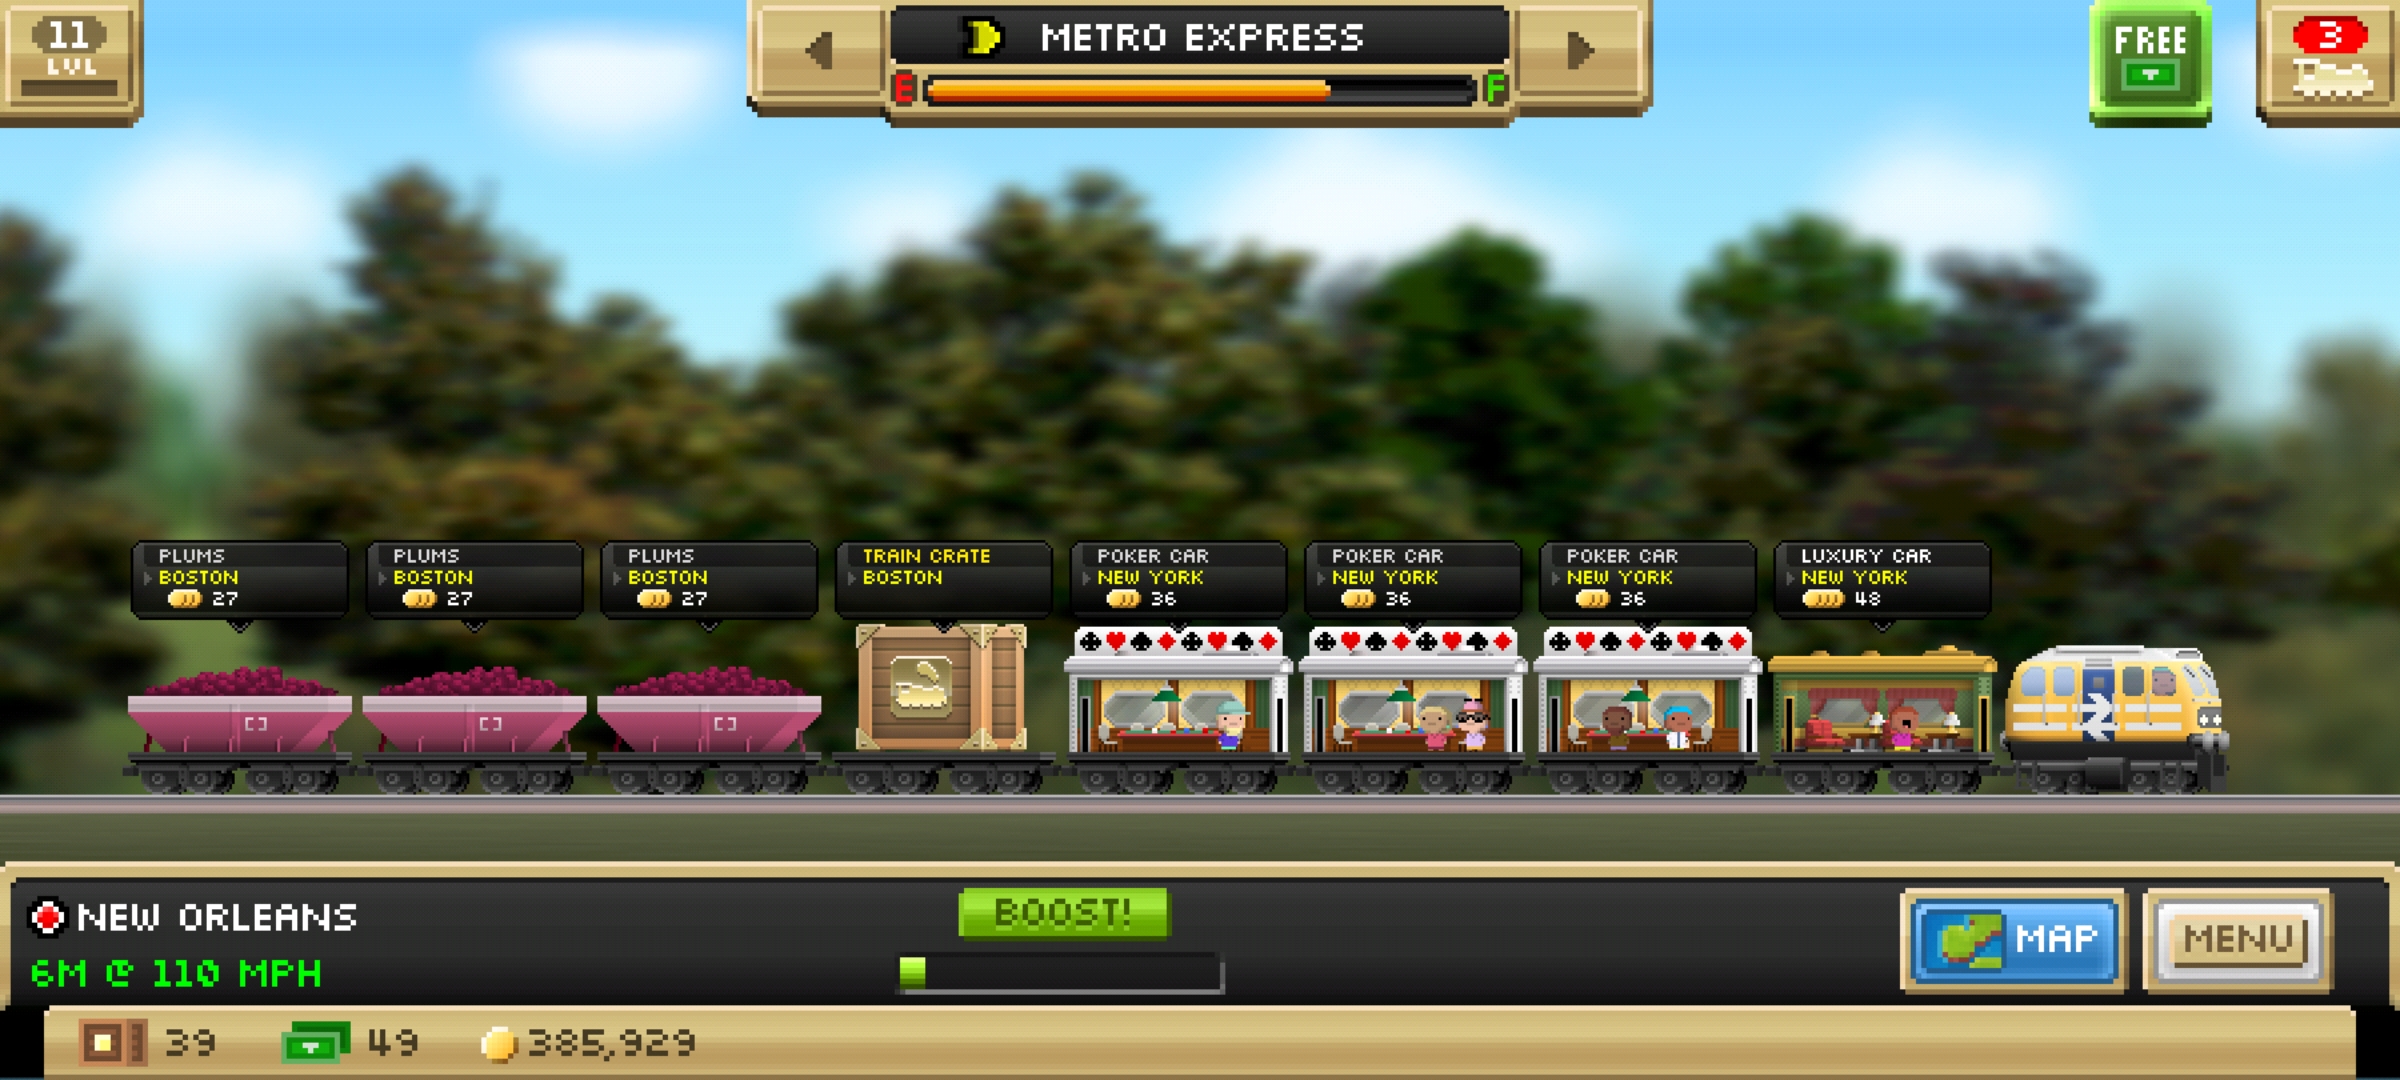 11
LVL
METRO EXPRESS
E F
FREE
3
PLUMS
BOSTON
27
PLUMS
BOSTON
27
PLUMS
BOSTON
27
TRAIN CRATE
BOSTON
POKER CAR
NEW YORK
36
POKER CAR
NEW YORK
36
POKER CAR
NEW YORK
36
LUXURY CAR
NEW YORK
48
NEW ORLEANS
6M @ 110 MPH
BOOST!
MAP
MENU
39
49
385,929